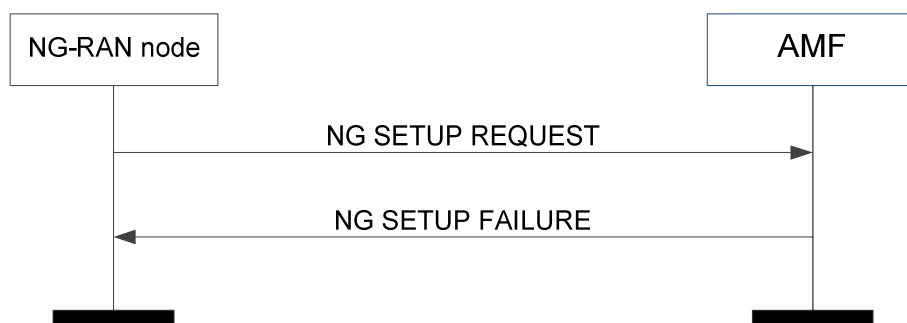 NG-RAN node
AMF
NG SETUP REQUEST
NG SETUP FAILURE